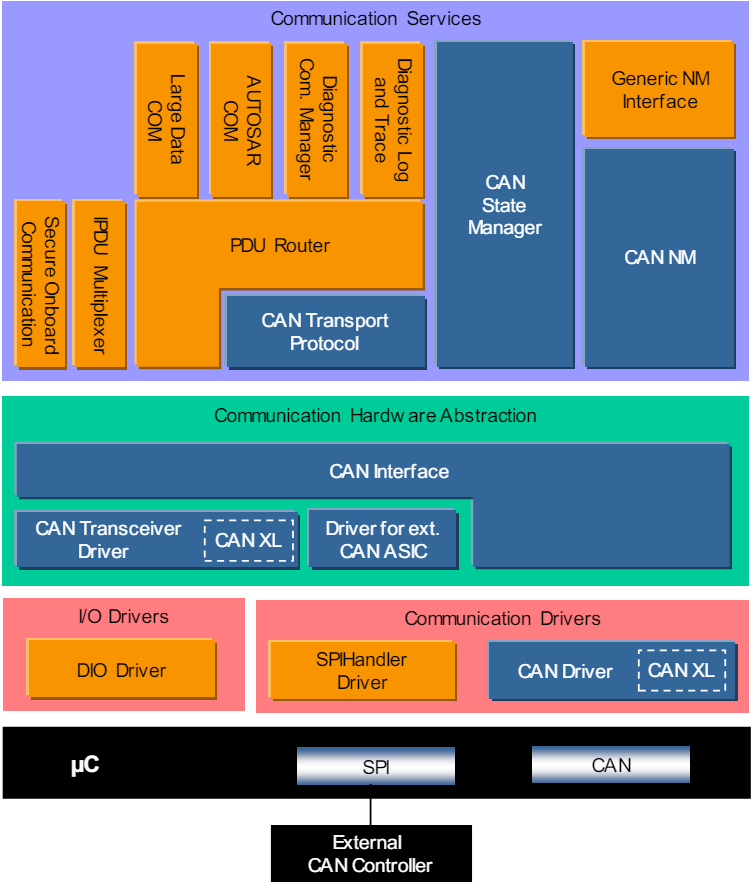 Communication Services
Large Data
COM
AUTOSAR
COM
Diagnostic
Com. Manager
Diagnostic Log
and Trace
CAN
State
Manager
Generic NM
Interface
Secure Onboard
Communication
IPDU Multiplexer
PDU Router
CAN NM
CAN Transport
Protocol
Communication Hardware Abstraction
CAN Interface
CAN Transceiver
Driver
CAN XL
Driver for ext.
CAN ASIC
I/O Drivers
DIO Driver
Communication Drivers
SPIHandler
Driver
CAN Driver
CAN XL
µC
SPI
CAN
External
CAN Controller